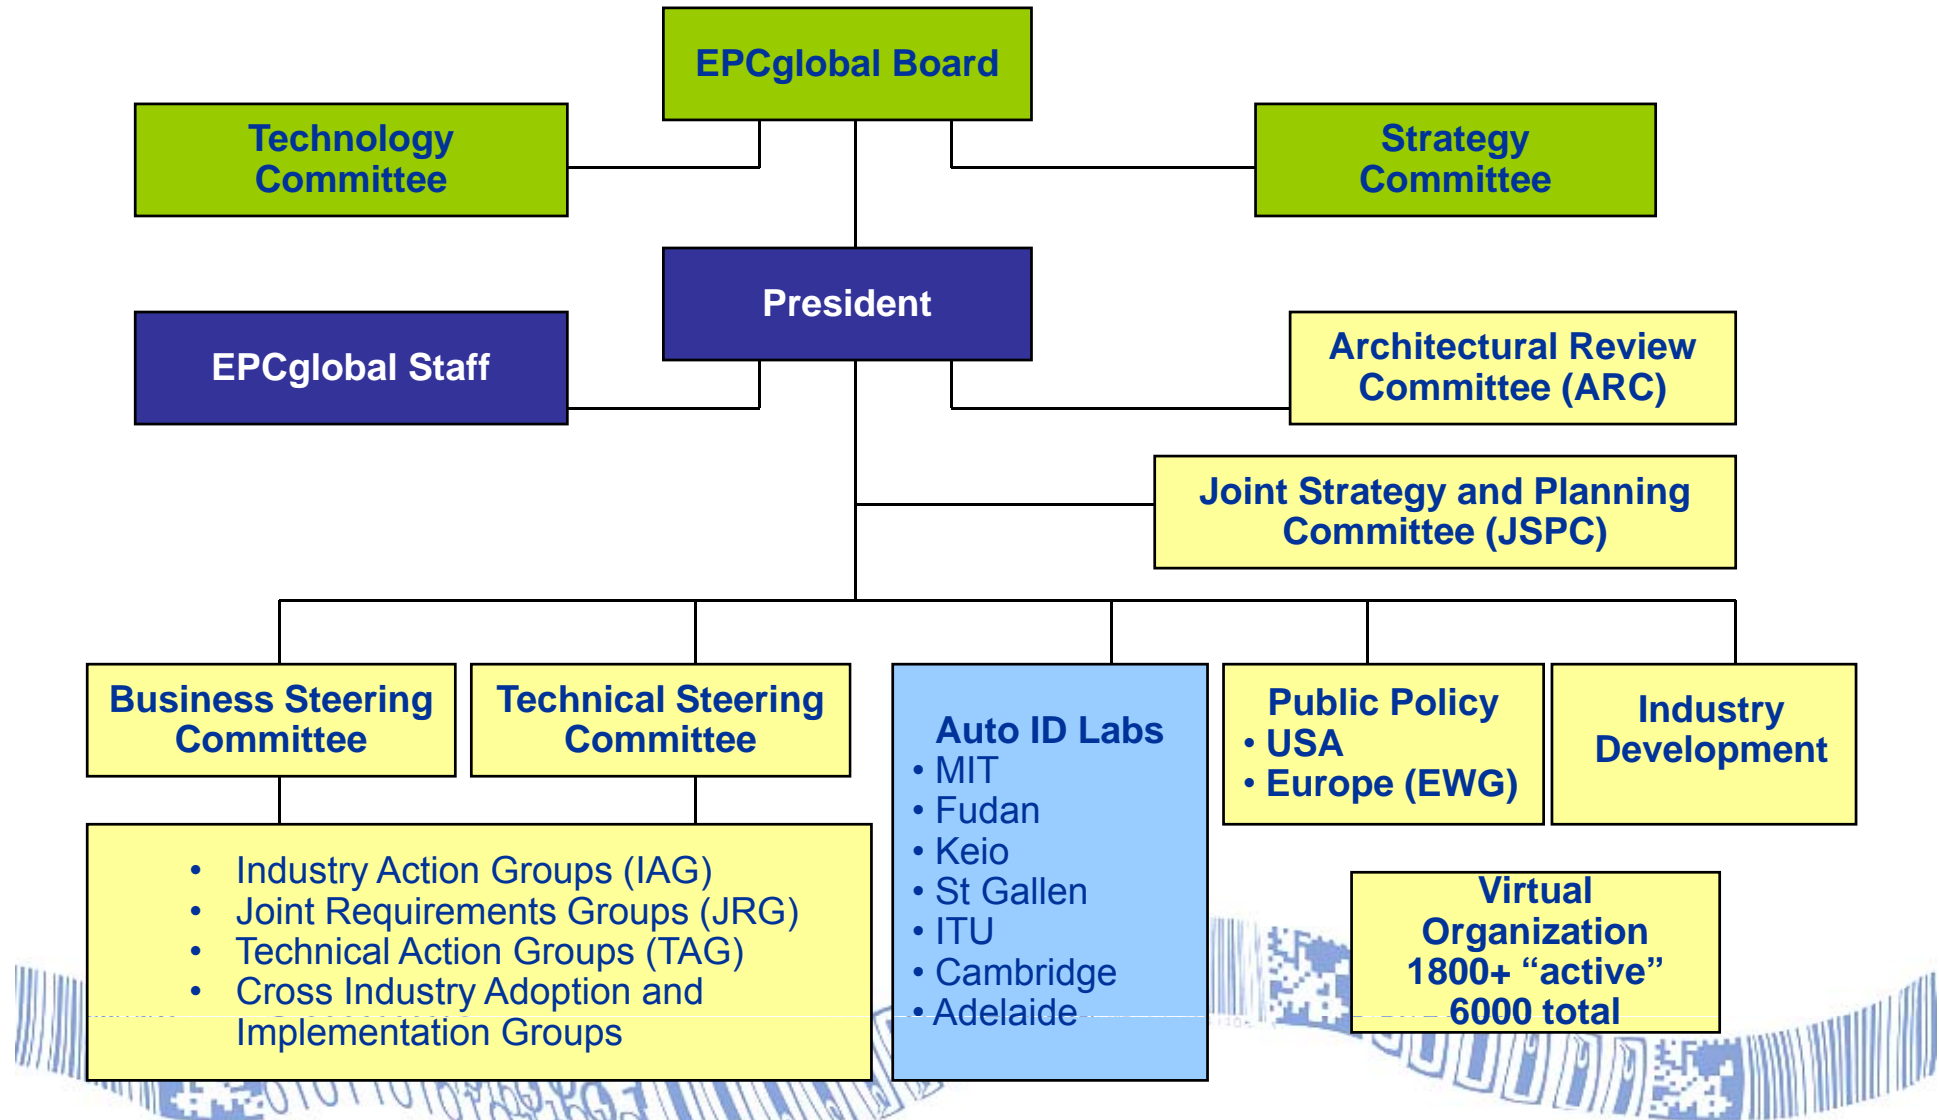 EPCglobal Board
Technology
Committee
Strategy
Committee
President
EPCglobal Staff
Architectural Review
Committee (ARC)
Joint Strategy and Planning
Committee (JSPC)
Business Steering
Committee
Technical Steering
Committee
Auto ID Labs
• MIT
• Fudan
• Keio
• St Gallen
• ITU
• Cambridge
• Adelaide
Public Policy
• USA
• Europe (EWG)
Industry
Development
• Industry Action Groups (IAG)
• Joint Requirements Groups (JRG)
• Technical Action Groups (TAG)
• Cross Industry Adoption and
Implementation Groups
Virtual
Organization
1800+ “active”
6000 total